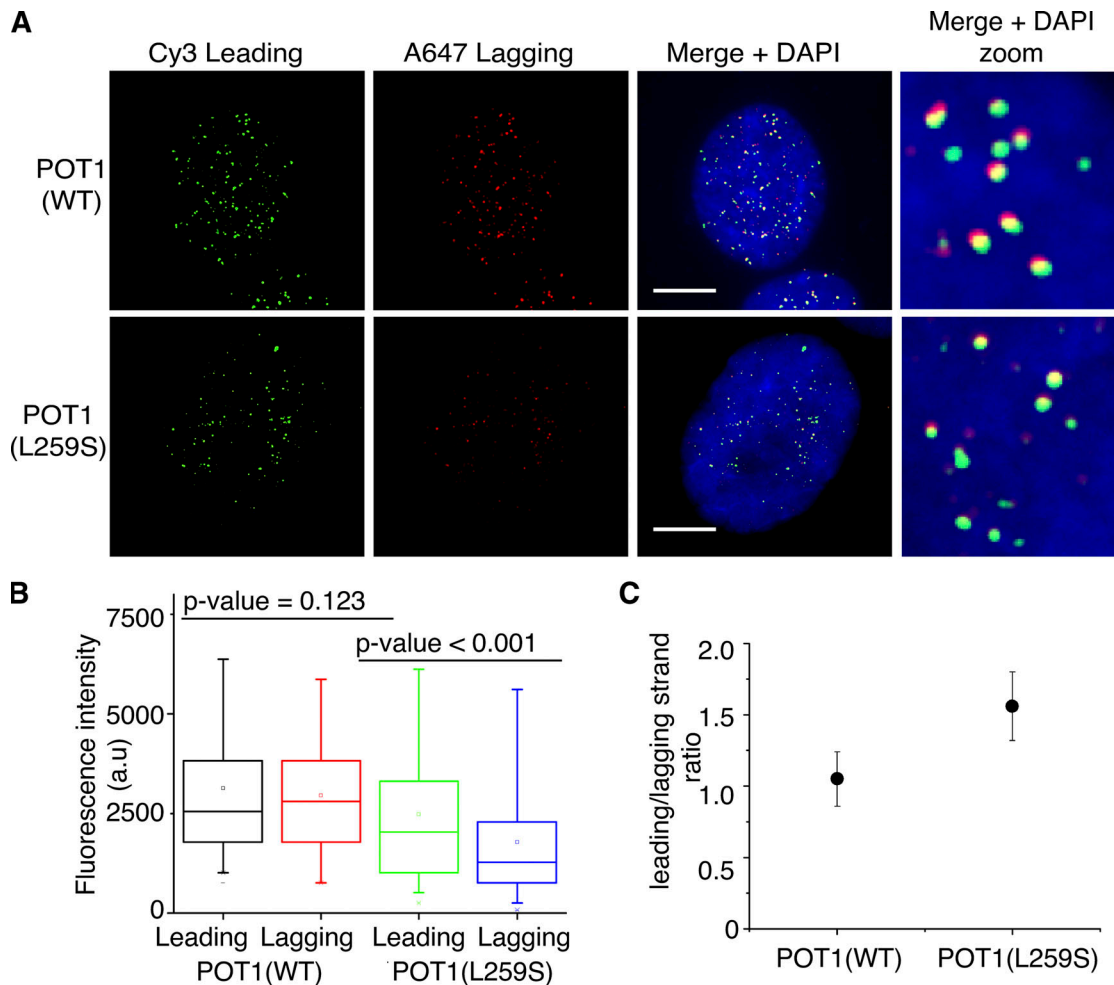 A
Cy3 Leading
A647 Lagging
Merge + DAPI
Merge + DAPI
zoom
POT1
(WT)
POT1
(L259S)
B
Fluorescence intensity
(a.u)
7500
5000
2500
0
p-value = 0.123
p-value < 0.001
Leading
Lagging
Leading
Lagging
POT1(WT)
POT1(L259S)
C
leading/lagging strand
ratio
2.0
1.5
1.0
0.5
0
POT1(WT)
POT1(L259S)